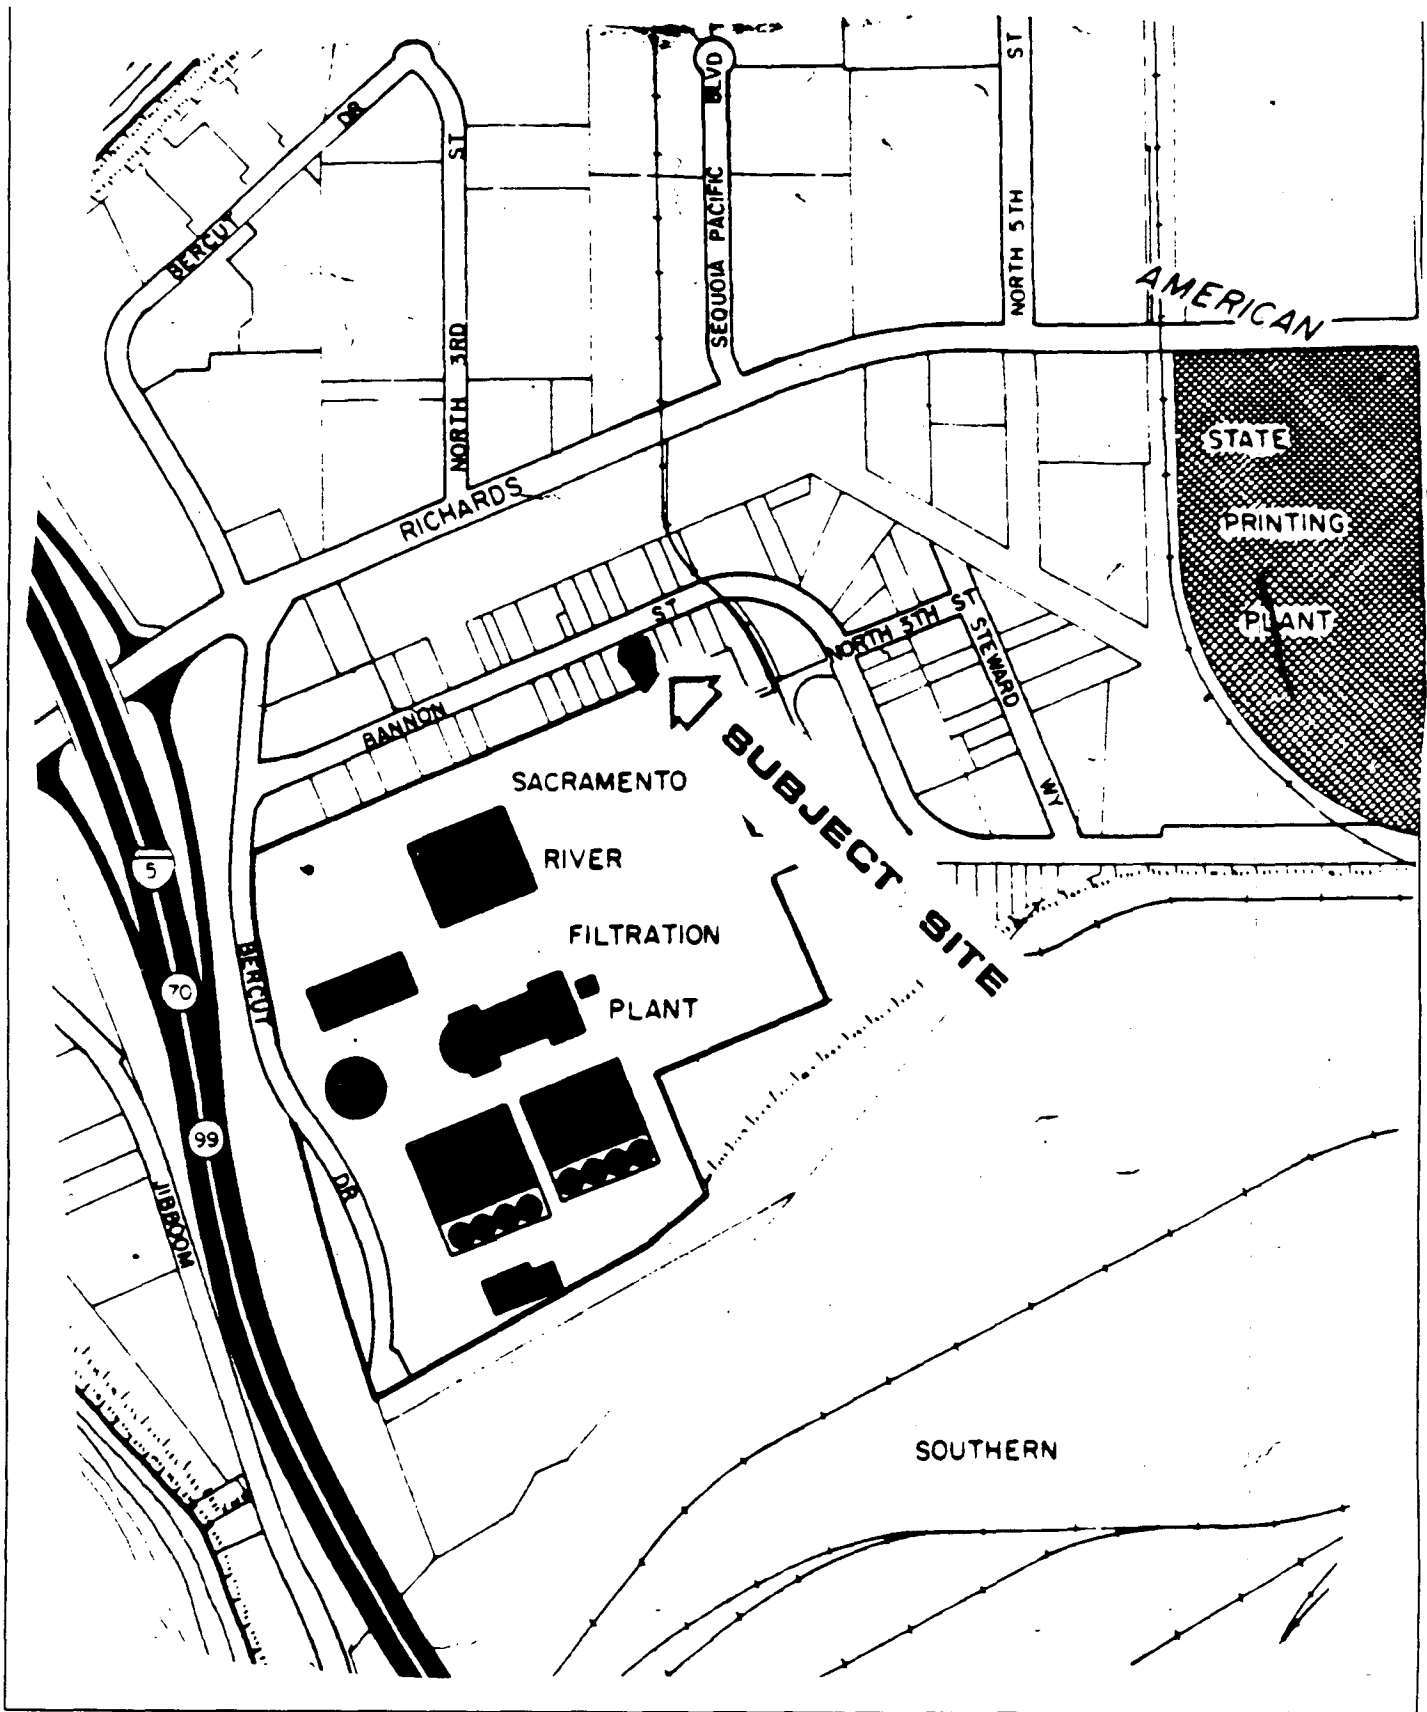 BLVD
ST
DR
ST
SEQUOIA PACIFIC
NORTH 5TH
BERCUT
AMERICAN
NORTH 3RD
STATE
RICHARDS
PRINTING
ST
NORTH 5TH ST
PLANT
STEWARD
BANNON
SUBJECT SITE
SACRAMENTO
WY
5
RIVER
FILTRATION
BERCUT
70
PLANT
99
DR
JIBBOOM
SOUTHERN